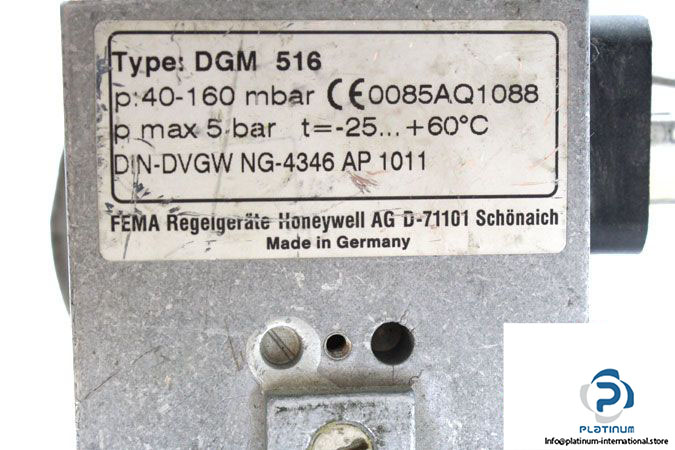 Type: DGM 516
p:40-160 mbar CE0085AQ1088
p max 5 bar t=-25...+60°C
DIN-DVGW NG-4346 AP 1011
FEMA Regelgeräte Honeywell AG D-71101 Schönaich
Made in Germany
PLATINUM
Info@platinum-international.store